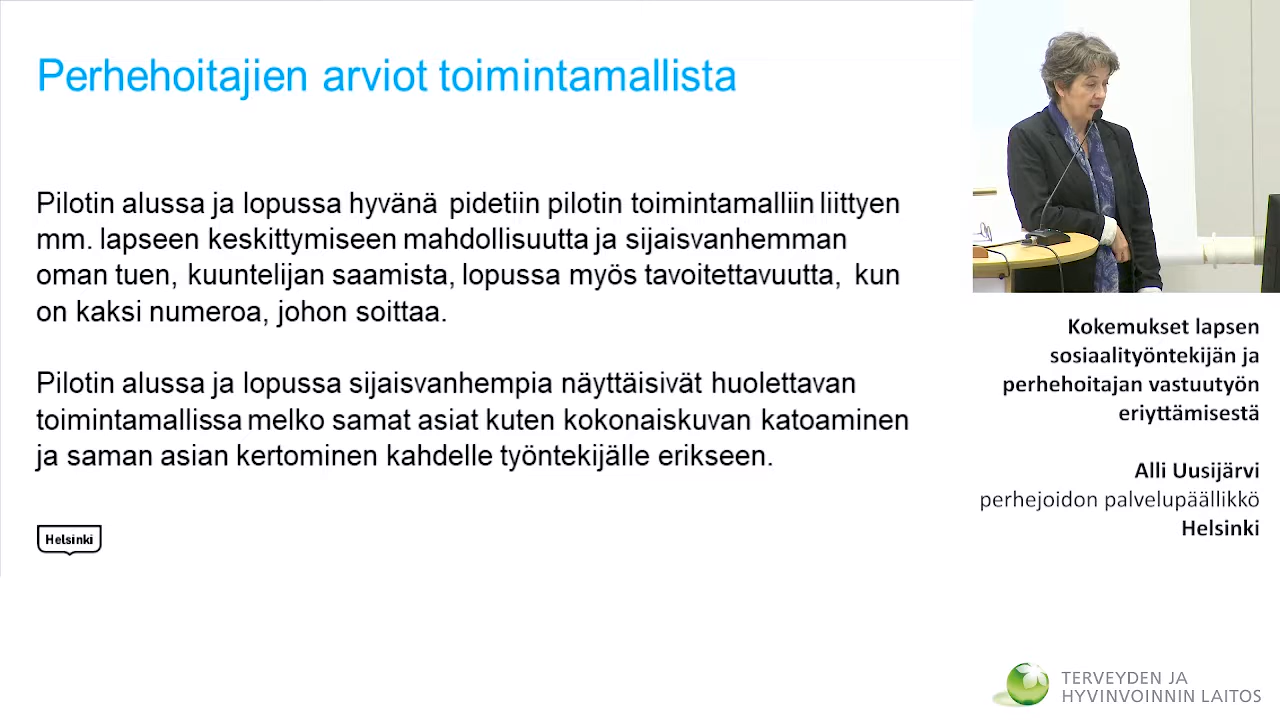 Perhehoitajien arviot toimintamallista
Pilotin alussa ja lopussa hyvänä pidetiin pilotin toimintamalliin liittyen
mm. lapseen keskittymiseen mahdollisuutta ja sijaisvanhemman
oman tuen, kuuntelijan saamista, lopussa myös tavoitettavuutta, kun
on kaksi numeroa, johon soittaa.
Pilotin alussa ja lopussa sijaisvanhempia näyttäisivät huolettavan
toimintamallissa melko samat asiat kuten kokonaiskuvan katoaminen
ja saman asian kertominen kahdelle työntekijälle erikseen.
Helsinki
Kokemukset lapsen
sosiaalityöntekijän ja
perhehoitajan vastuutyön
eriyttämisestä
Alli Uusijärvi
perhejoidon palvelupäällikkö
Helsinki
TERVEYDEN JA
HYVINVOINNIN LAITOS